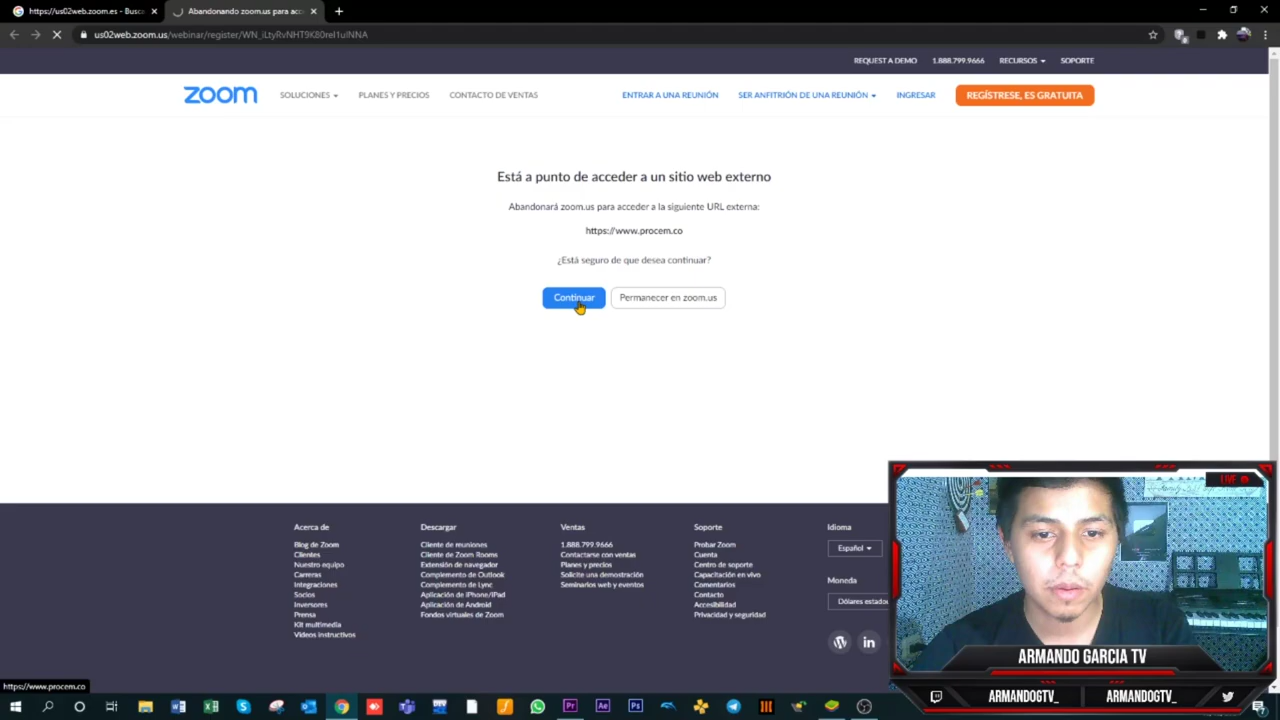 https://us02web.zoom.es - Busca
Abandonando zoom.us para acc
us02web.zoom.us/webinar/register/
REQUEST A DEMO 1.888.799.9666 RECURSOS SOPORTE
zoom SOLUCIONES PLANES Y PRECIOS CONTACTO DE VENTAS ENTRAR A UNA REUNIÓN SER ANFITRIÓN DE UNA REUNIÓN INGRESAR REGÍSTRESE, ES GRATUITA
Está a punto de acceder a un sitio web externo
Abandonará zoom.us para acceder a la siguiente URL externa:
https://www.procem.co
¿Está seguro de que desea continuar?
Continuar Permanecer en zoom.us
Acerca de
Blog de Zoom
Clientes
Nuestro equipo
Carreras
Integraciones
Socios
Inversores
Prensa
Kit multimedia
Vídeos instructivos
Descargar
Cliente de reuniones
Cliente de Zoom Rooms
Extensión de navegador
Complemento de Outlook
Complemento de Lync
Aplicación de iPhone/iPad
Aplicación de Android
Fondos virtuales de Zoom
Ventas
1.888.799.9666
Contactarse con ventas
Planes y precios
Solicite una demostración
Seminarios web y eventos
Soporte
Probar Zoom
Cuenta
Centro de soporte
Capacitación en vivo
Comentarios
Contacto
Accesibilidad
Privacidad y seguridad
Idioma
Español
Moneda
Dólares estado
LIVE
ARMANDO GARCIA TV
ARMANDOGTV_ ARMANDOGTV_
https://www.procem.co